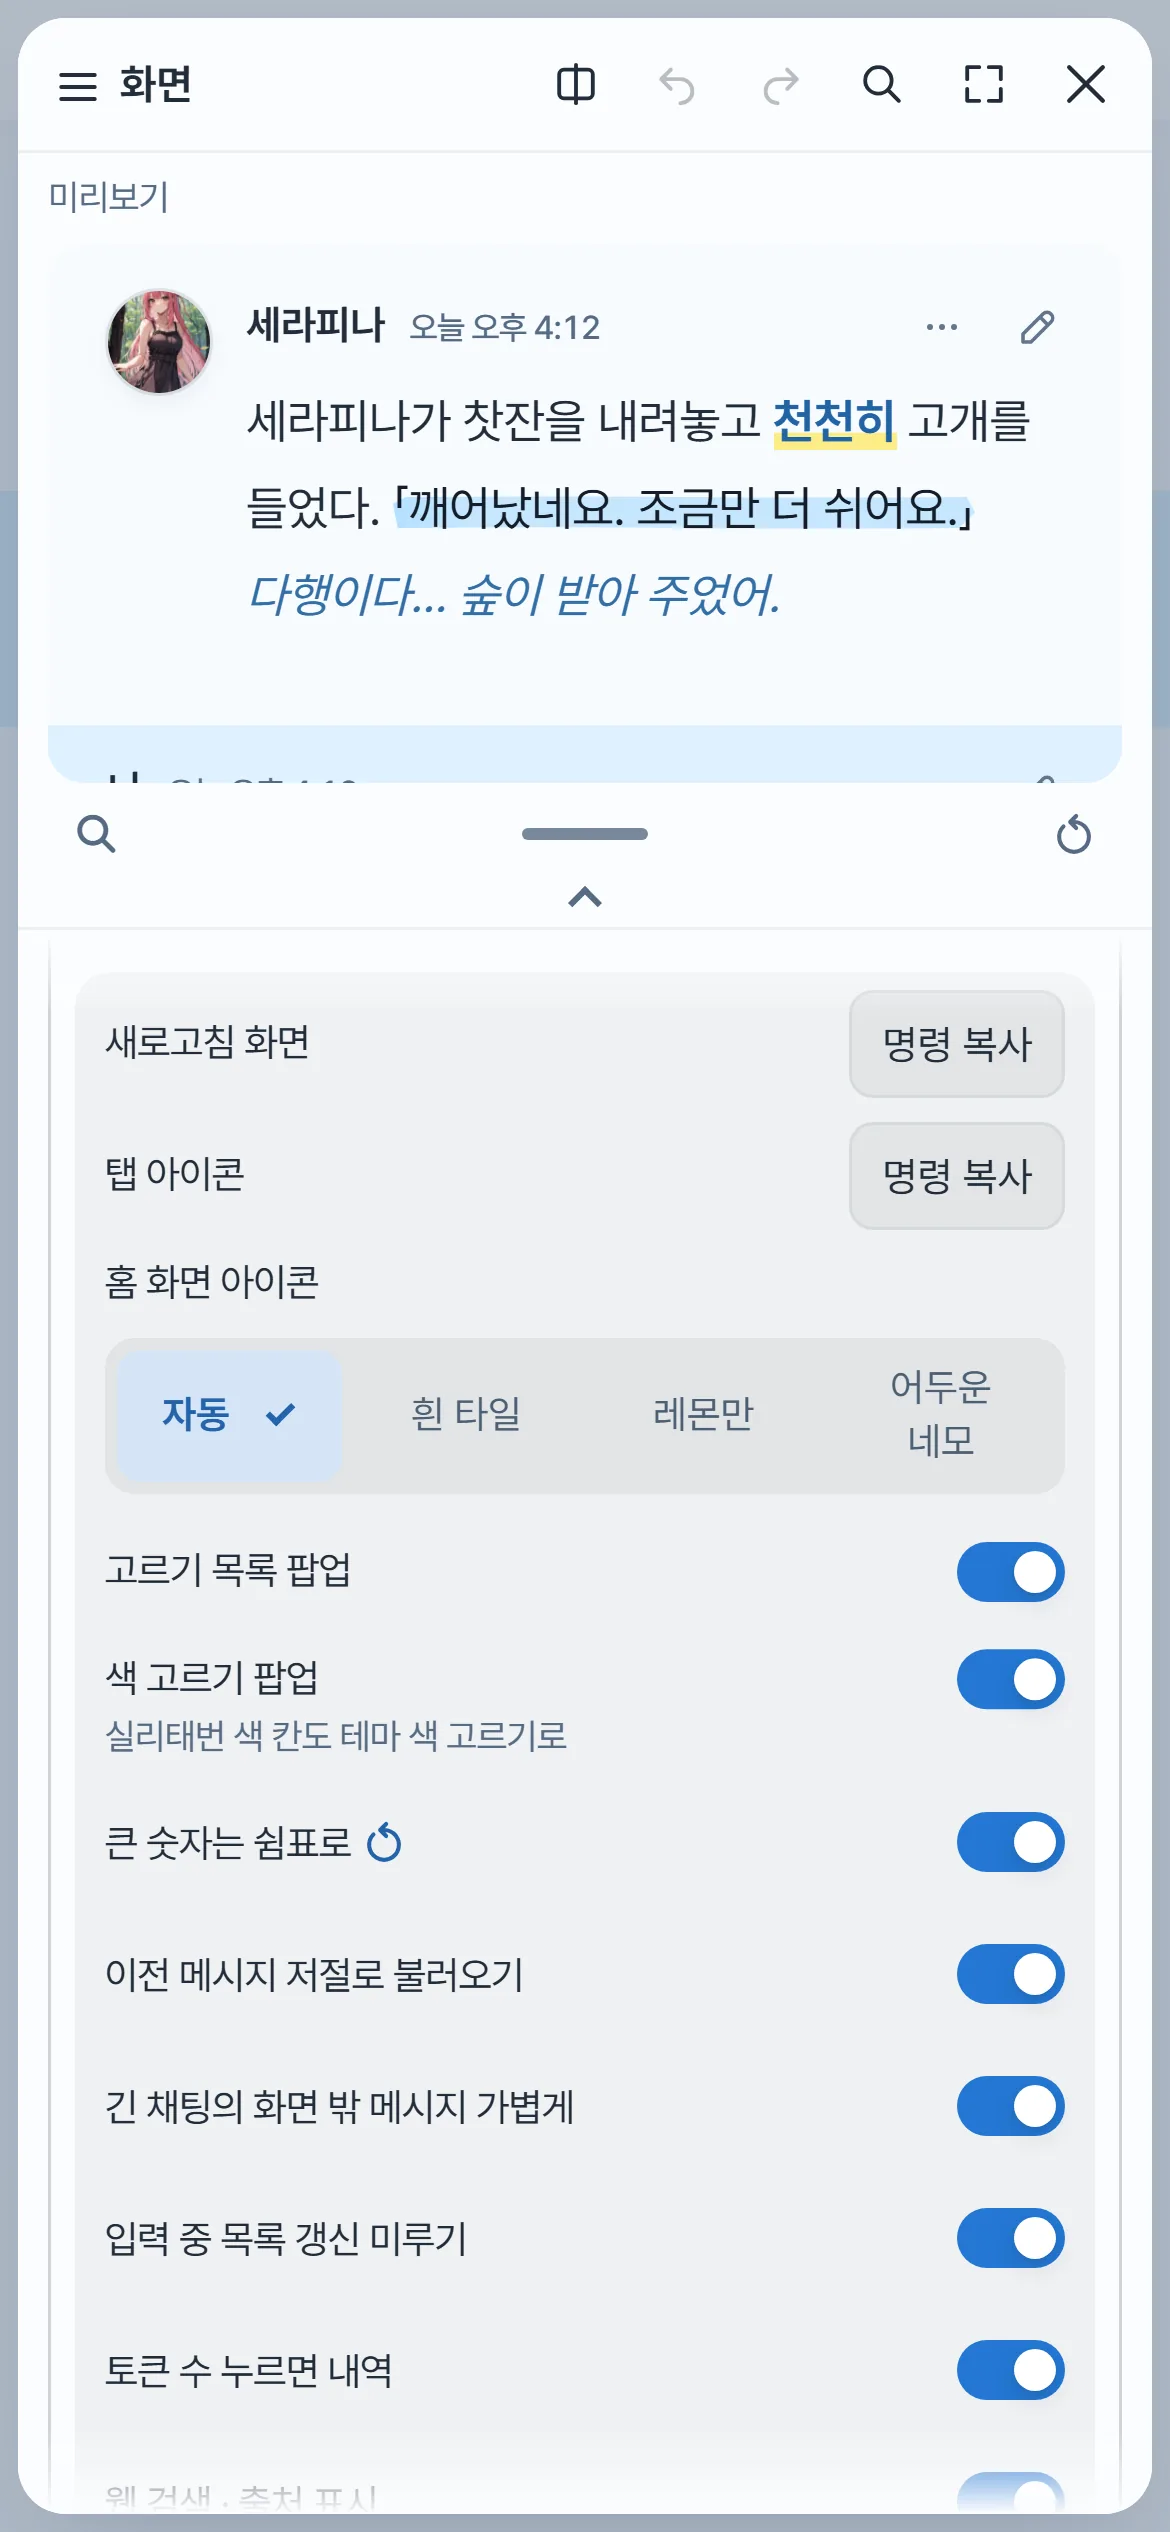 화면
미리보기
세라피나 오늘 오후 4:12
세라피나가 찻잔을 내려놓고 천천히 고개를
들었다. 「깨어났네요. 조금만 더 쉬어요.」
다행이다… 숲이 받아 주었어.
새로고침 화면
명령 복사
탭 아이콘
명령 복사
홈 화면 아이콘
자동
흰 타일
레몬만
어두운
네모
고르기 목록 팝업
색 고르기 팝업
실리태번 색 칸도 테마 색 고르기로
큰 숫자는 쉼표로
이전 메시지 저절로 불러오기
긴 채팅의 화면 밖 메시지 가볍게
입력 중 목록 갱신 미루기
토큰 수 누르면 내역
웹 검색 · 출처 표시